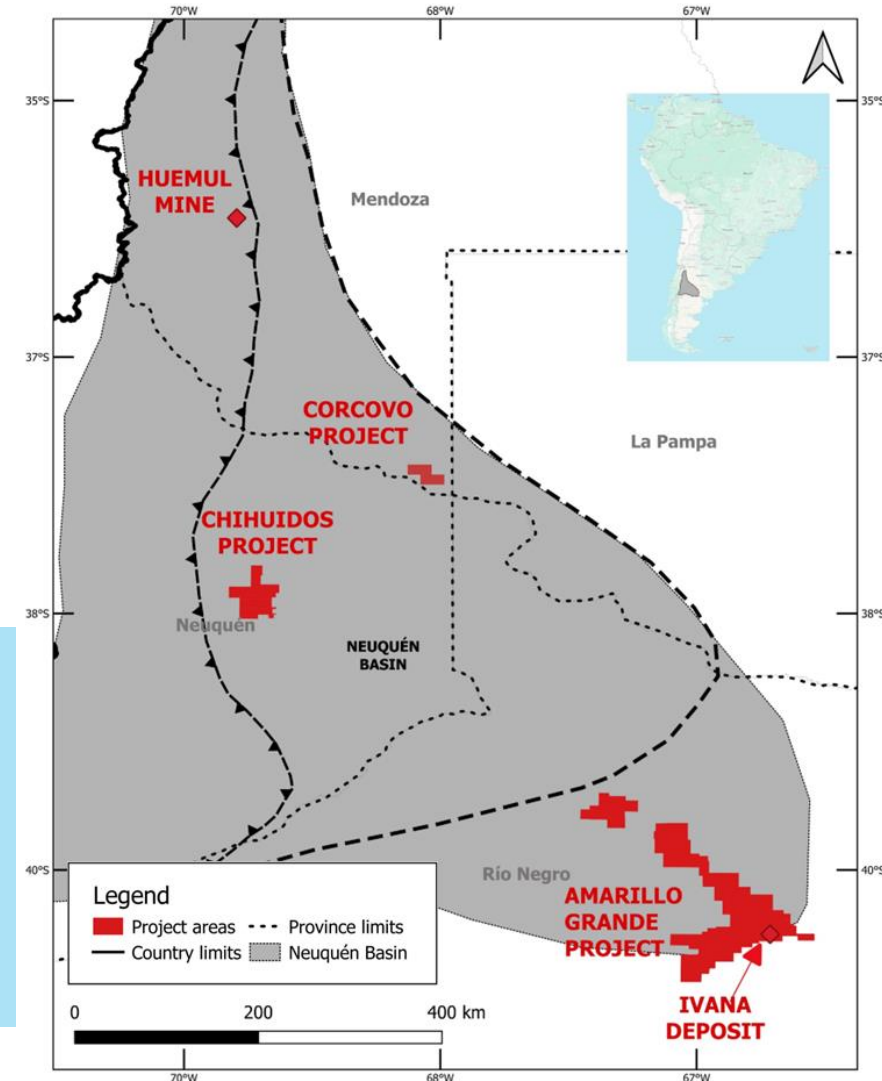 70°W 68°W 67°W
35°S 35°S
HUEMUL
MINE
Mendoza
37°S 37°S
CORCOVO
PROJECT
La Pampa
CHIHUIDOS
PROJECT
38°S 38°S
Neuquén
NEUQUÉN
BASIN
40°S 40°S
Río Negro
AMARILLO
GRANDE
PROJECT
IVANA
DEPOSIT
Legend
Project areas Province limits
Country limits Neuquén Basin
0 200 400 km
70°W 68°W 67°W